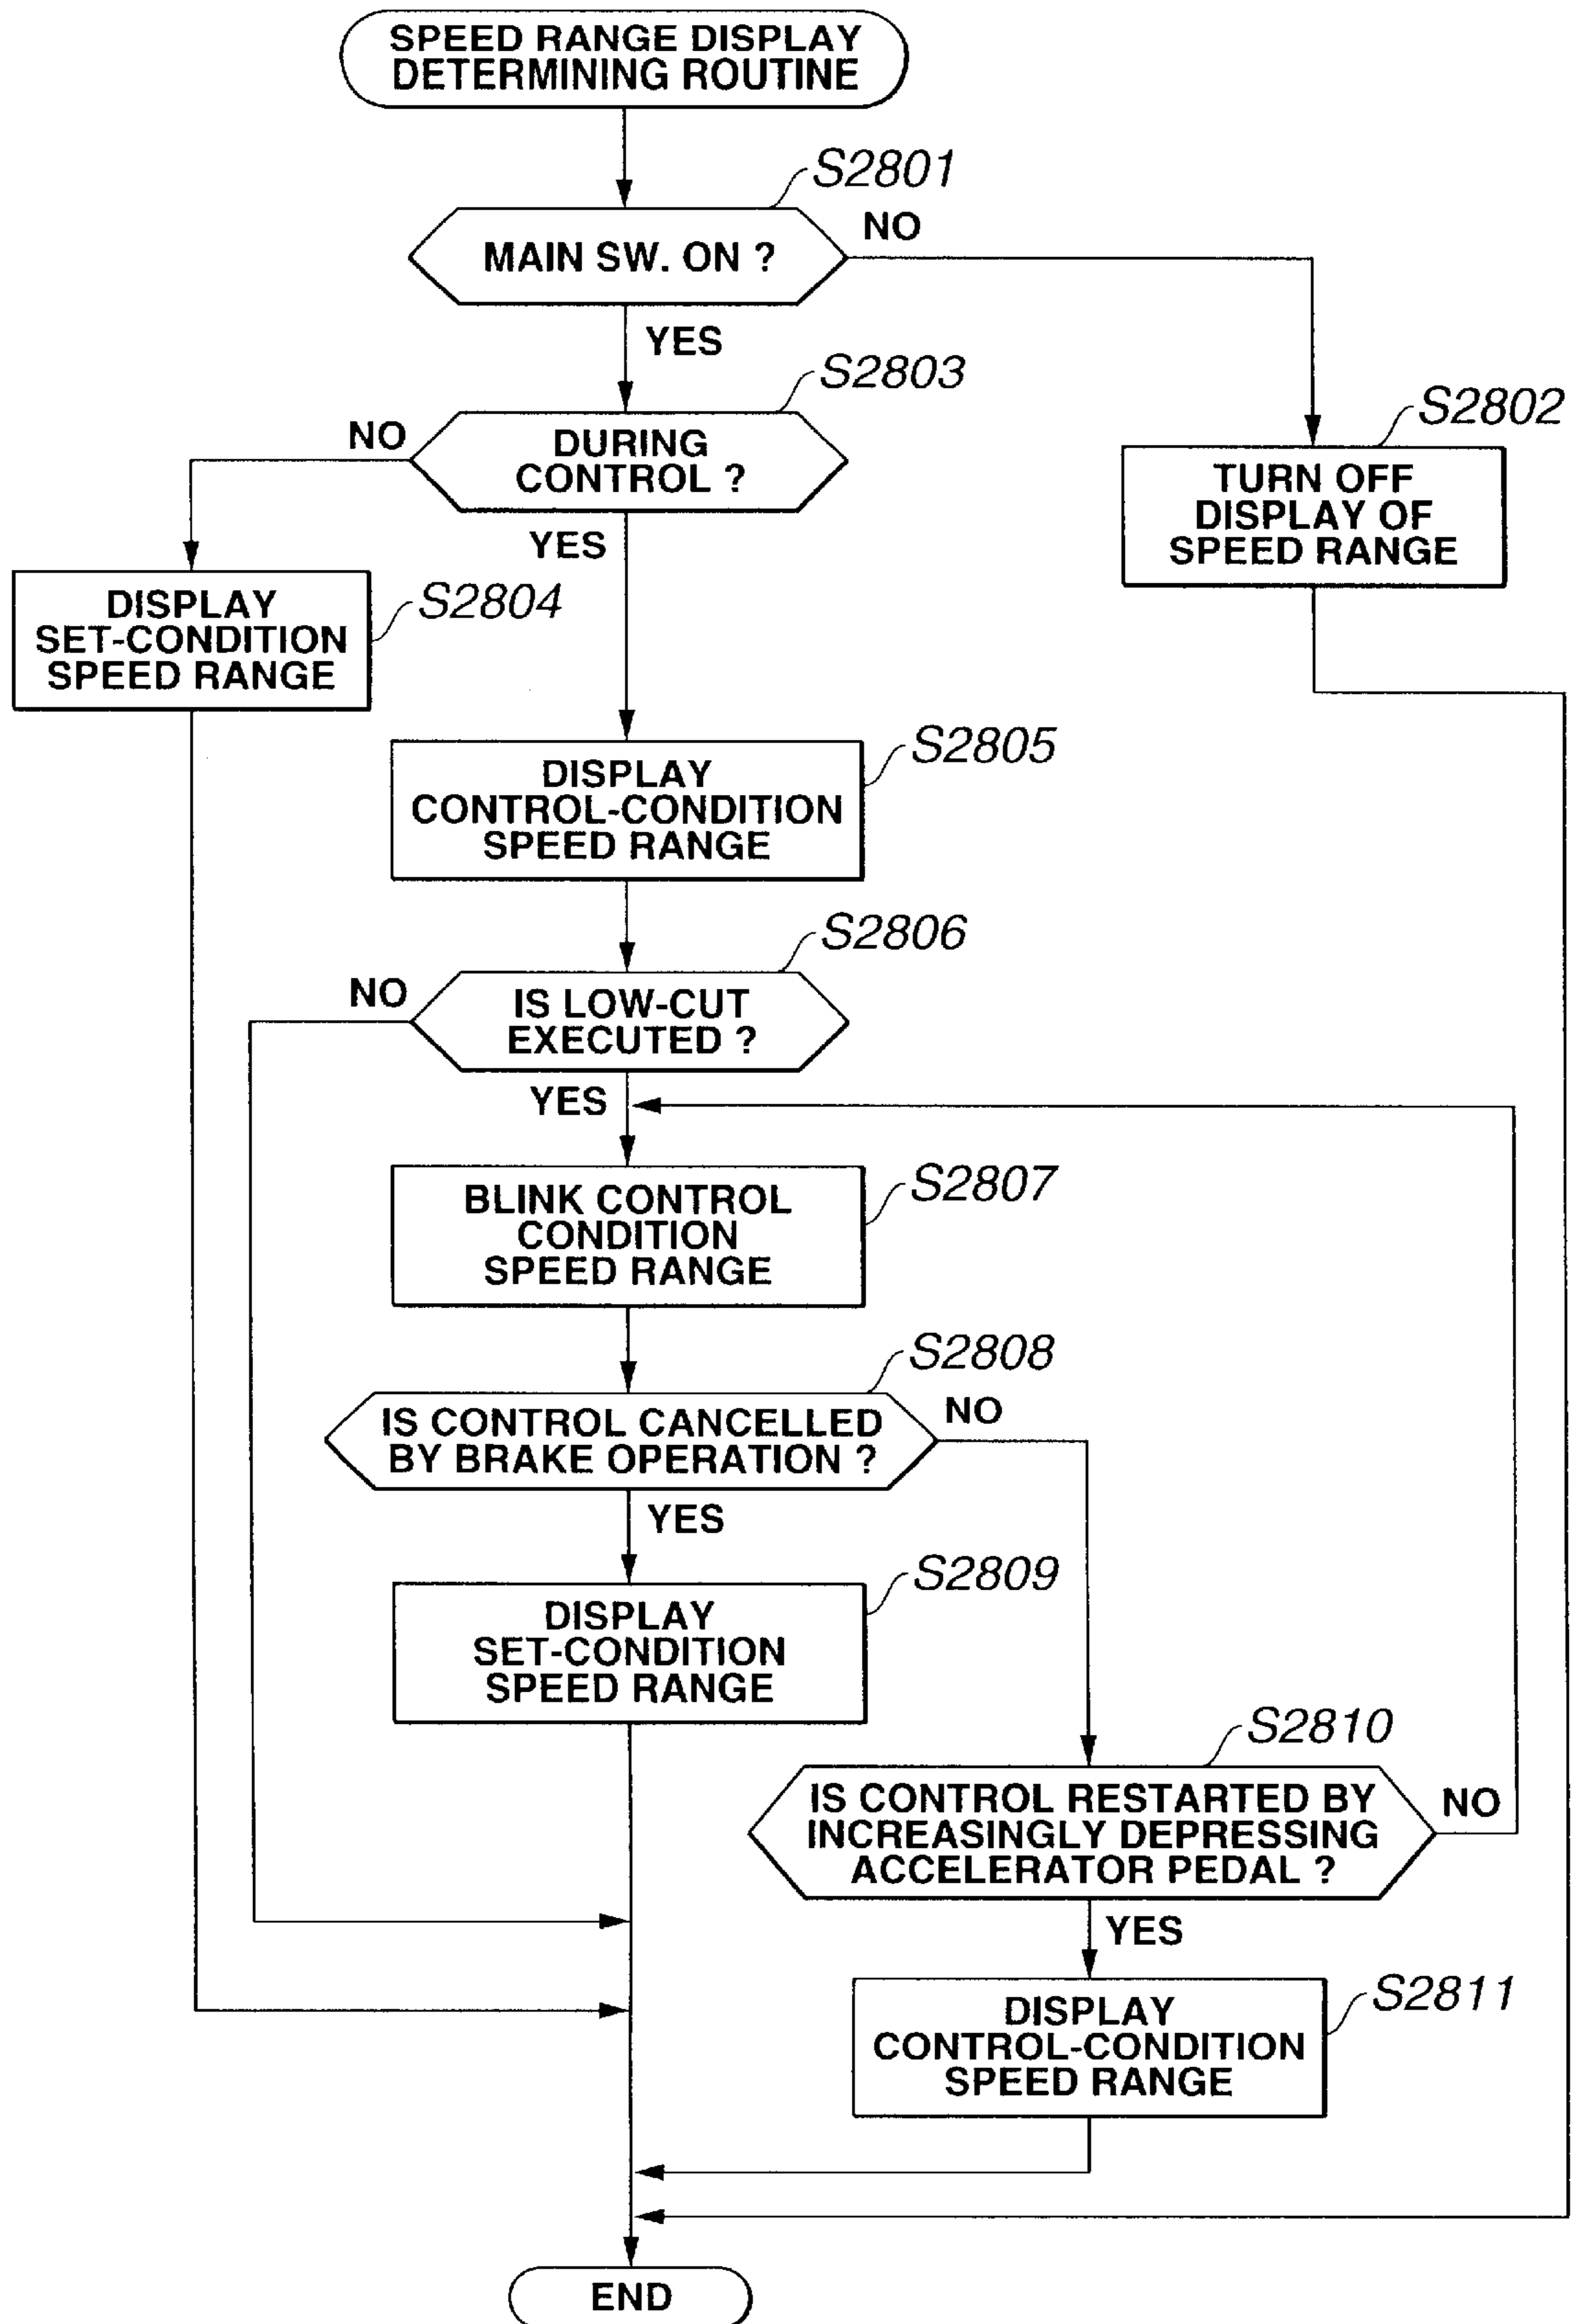 SPEED RANGE DISPLAY
DETERMINING ROUTINE
S2801
MAIN SW. ON ?
NO
YES
S2803
DURING
CONTROL ?
NO
YES
S2802
TURN OFF
DISPLAY OF
SPEED RANGE
S2804
DISPLAY
SET-CONDITION
SPEED RANGE
S2805
DISPLAY
CONTROL-CONDITION
SPEED RANGE
S2806
IS LOW-CUT
EXECUTED ?
NO
YES
S2807
BLINK CONTROL
CONDITION
SPEED RANGE
S2808
IS CONTROL CANCELLED
BY BRAKE OPERATION ?
NO
YES
S2809
DISPLAY
SET-CONDITION
SPEED RANGE
S2810
IS CONTROL RESTARTED BY
INCREASINGLY DEPRESSING
ACCELERATOR PEDAL ?
NO
YES
S2811
DISPLAY
CONTROL-CONDITION
SPEED RANGE
END